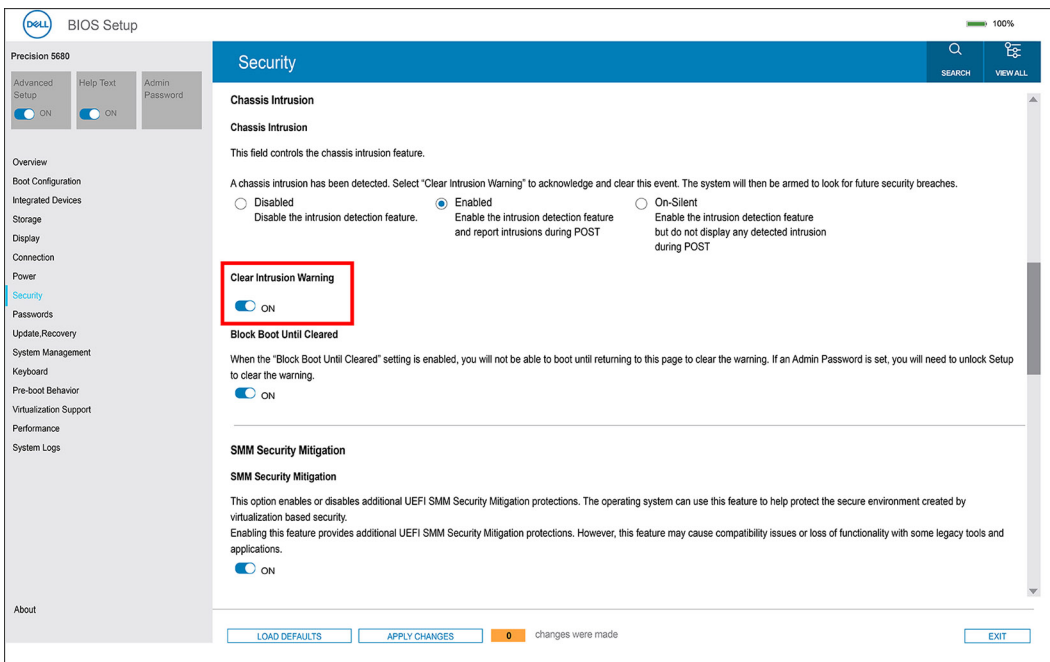 DELL
BIOS Setup
100%
Precision 5680
Advanced
Setup
ON
Help Text
ON
Admin
Password
Overview
Boot Configuration
Integrated Devices
Storage
Display
Connection
Power
Security
Passwords
Update,Recovery
System Management
Keyboard
Pre-boot Behavior
Virtualization Support
Performance
System Logs
About
Security
SEARCH
VIEW ALL
Chassis Intrusion
Chassis Intrusion
This field controls the chassis intrusion feature.
A chassis intrusion has been detected. Select “Clear Intrusion Warning” to acknowledge and clear this event. The system will then be armed to look for future security breaches.
Disabled
Disable the intrusion detection feature.
Enabled
Enable the intrusion detection feature
and report intrusions during POST
On-Silent
Enable the intrusion detection feature
but do not display any detected intrusion
during POST
Clear Intrusion Warning
ON
Block Boot Until Cleared
When the “Block Boot Until Cleared” setting is enabled, you will not be able to boot until returning to this page to clear the warning. If an Admin Password is set, you will need to unlock Setup
to clear the warning.
ON
SMM Security Mitigation
SMM Security Mitigation
This option enables or disables additional UEFI SMM Security Mitigation protections. The operating system can use this feature to help protect the secure environment created by
virtualization based security.
Enabling this feature provides additional UEFI SMM Security Mitigation protections. However, this feature may cause compatibility issues or loss of functionality with some legacy tools and
applications.
ON
LOAD DEFAULTS
APPLY CHANGES
0
changes were made
EXIT